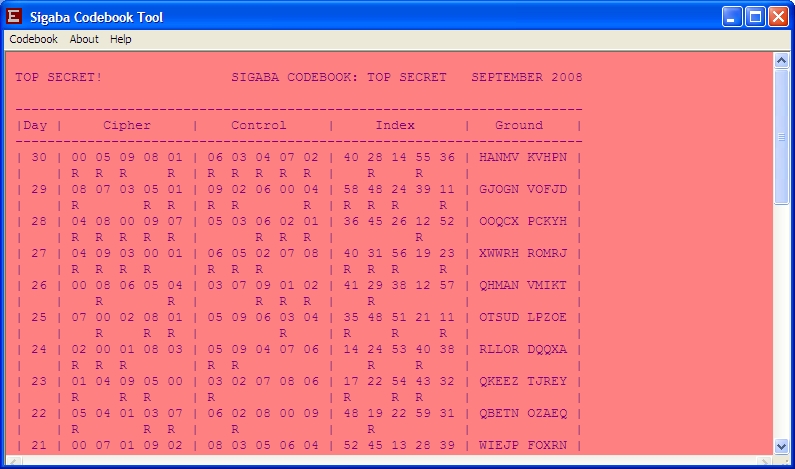 E Sigaba Codebook Tool
Codebook About Help
TOP SECRET! SIGABA CODEBOOK: TOP SECRET SEPTEMBER 2008
-----------------------------------------------------------------------
|Day | Cipher | Control | Index | Ground |
-----------------------------------------------------------------------
| 30 | 00 05 09 08 01 | 06 03 04 07 02 | 40 28 14 55 36 | HANMV KVHPN |
| | R R R R | R R R R R | R R | |
| 29 | 08 07 03 05 01 | 09 02 06 00 04 | 58 48 24 39 11 | GJOGN VOFJD |
| | R R R | R R | R R R R | |
| 28 | 04 08 00 09 07 | 05 03 06 02 01 | 36 45 26 12 52 | OOQCX PCKYH |
| | R R R R R | R R R | R | |
| 27 | 04 09 03 00 01 | 06 05 02 07 08 | 40 31 56 19 23 | XWWRH ROMRJ |
| | R R R R | R R R | R R R R | |
| 26 | 00 08 06 05 04 | 03 07 09 01 02 | 41 29 38 12 57 | QHMAN VMIKT |
| | R R | R R R | R | |
| 25 | 07 00 02 08 01 | 05 09 06 03 04 | 35 48 51 21 11 | OTSUD LPZOE |
| | R R R | R | R R R | |
| 24 | 02 00 01 08 03 | 05 09 04 07 06 | 14 24 53 40 38 | RLLOR DQQXA |
| | R R R | R | R R | |
| 23 | 01 04 09 05 00 | 03 02 07 08 06 | 17 22 54 43 32 | QKEEZ TJREY |
| | R R R | R | R R R | |
| 22 | 05 04 01 03 07 | 06 02 08 00 09 | 48 19 22 59 31 | QBETN OZAEQ |
| | R R R | R | R | |
| 21 | 00 07 01 09 02 | 08 03 05 06 04 | 52 45 13 28 39 | WIEJP FOXRN |